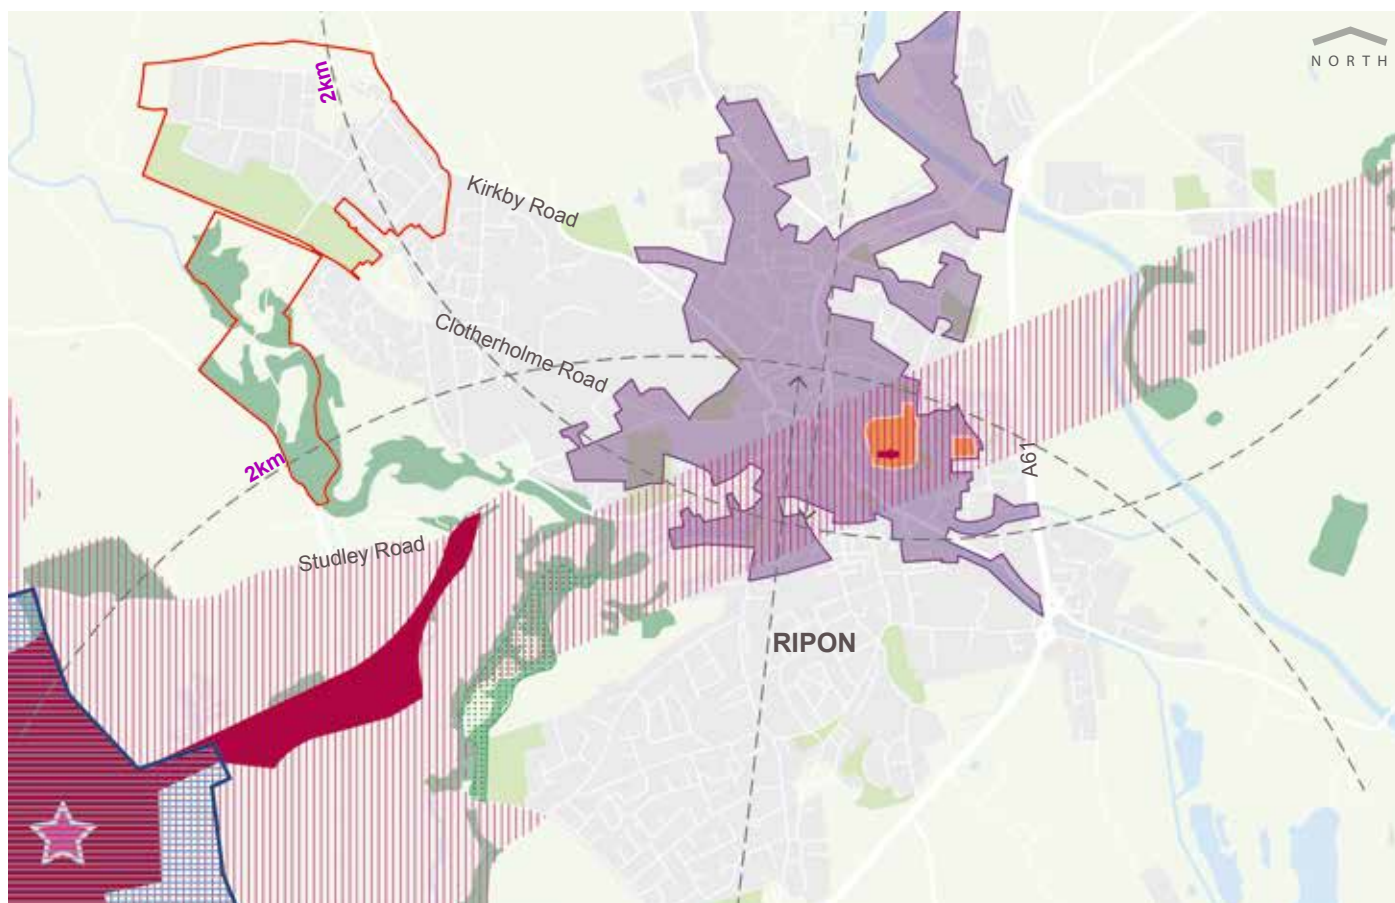 NORTH
2km
Kirkby Road
Clotherholme Road
A61
2km
Studley Road
RIPON